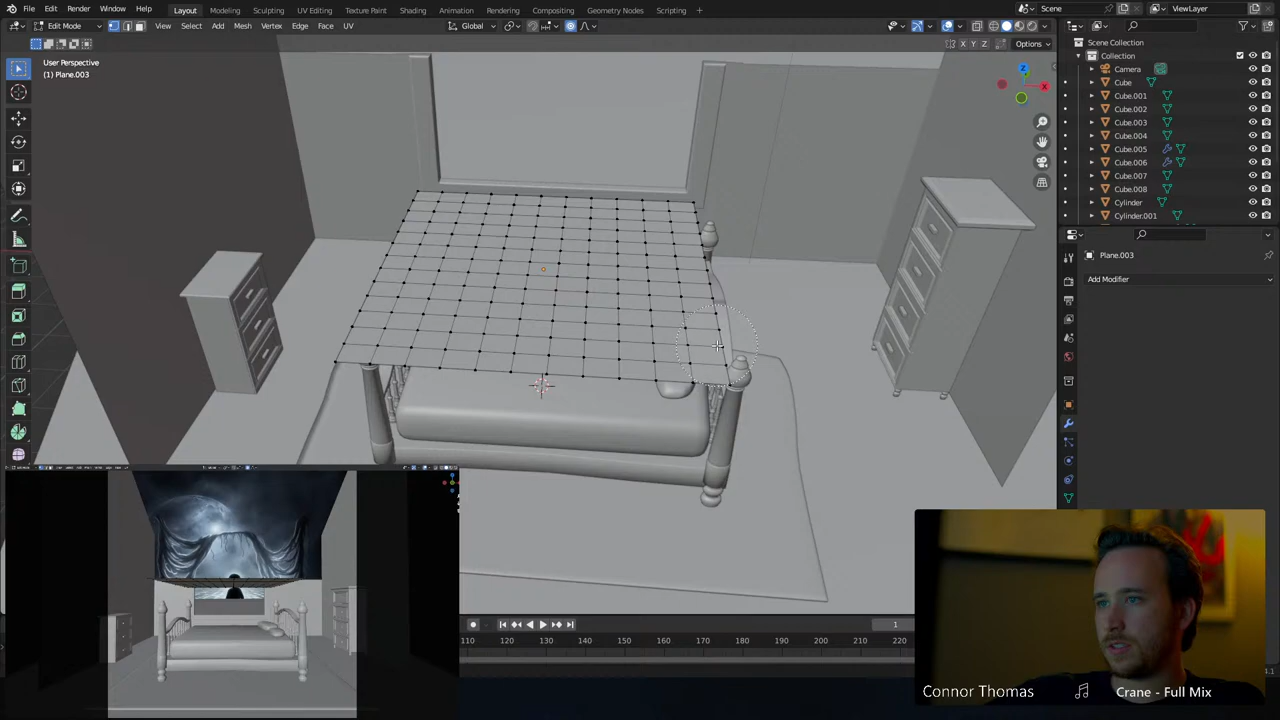 File Edit Render Window Help Layout Modeling Sculpting UV Editing Texture Paint Shading Animation Rendering Compositing Geometry Nodes Scripting Scene ViewLayer
Edit Mode View Select Add Mesh Vertex Edge Face UV Global
X Y Z Options
User Perspective
(1) Plane.003
Z
X
Scene Collection
Collection
Camera
Cube
Cube.001
Cube.002
Cube.003
Cube.004
Cube.005
Cube.006
Cube.007
Cube.008
Cylinder
Cylinder.001
Plane.003
Add Modifier
1
110 120 130 140 150 160 170 180 190 200 210 220
Connor Thomas Crane - Full Mix